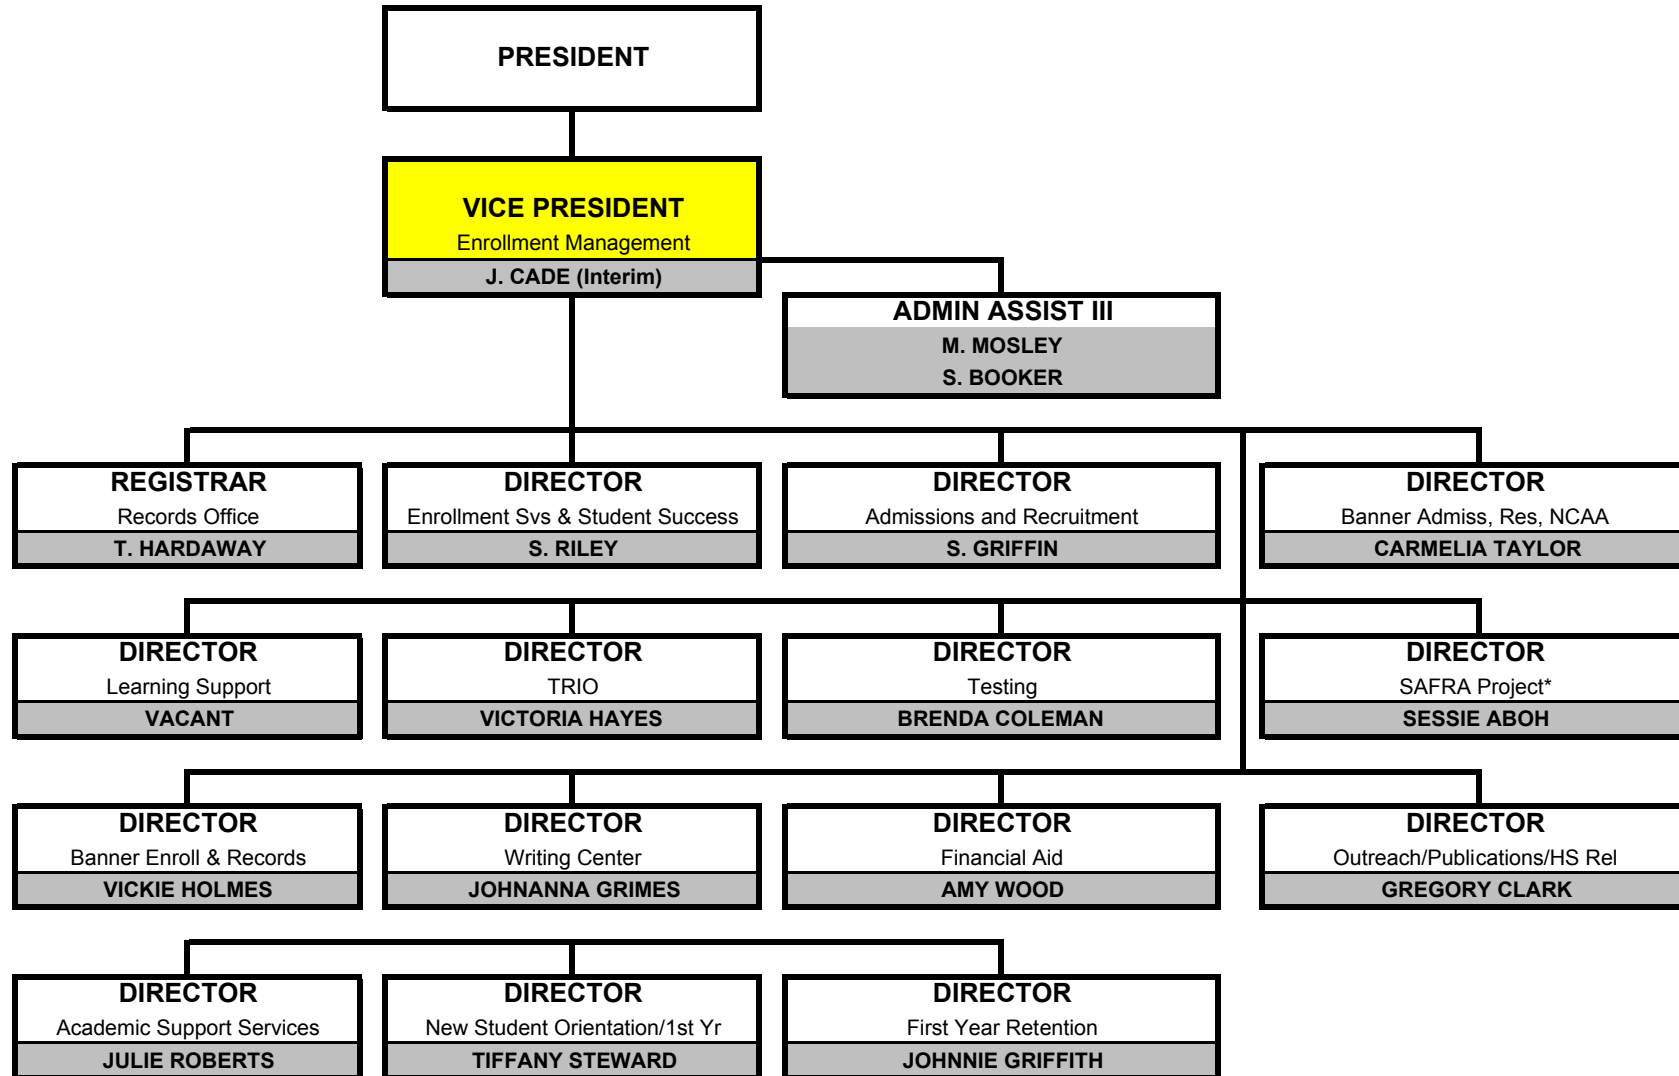 PRESIDENT
VICE PRESIDENT
Enrollment Management
J. CADE (Interim)
ADMIN ASSIST III
M. MOSLEY
S. BOOKER
REGISTRAR
Records Office
T. HARDAWAY
DIRECTOR
Enrollment Svs & Student Success
S. RILEY
DIRECTOR
Admissions and Recruitment
S. GRIFFIN
DIRECTOR
Banner Admiss, Res, NCAA
CARMELIA TAYLOR
DIRECTOR
Learning Support
VACANT
DIRECTOR
TRIO
VICTORIA HAYES
DIRECTOR
Testing
BRENDA COLEMAN
DIRECTOR
SAFRA Project*
SESSIE ABOH
DIRECTOR
Banner Enroll & Records
VICKIE HOLMES
DIRECTOR
Writing Center
JOHNANNA GRIMES
DIRECTOR
Financial Aid
AMY WOOD
DIRECTOR
Outreach/Publications/HS Rel
GREGORY CLARK
DIRECTOR
Academic Support Services
JULIE ROBERTS
DIRECTOR
New Student Orientation/1st Yr
TIFFANY STEWARD
DIRECTOR
First Year Retention
JOHNNIE GRIFFITH